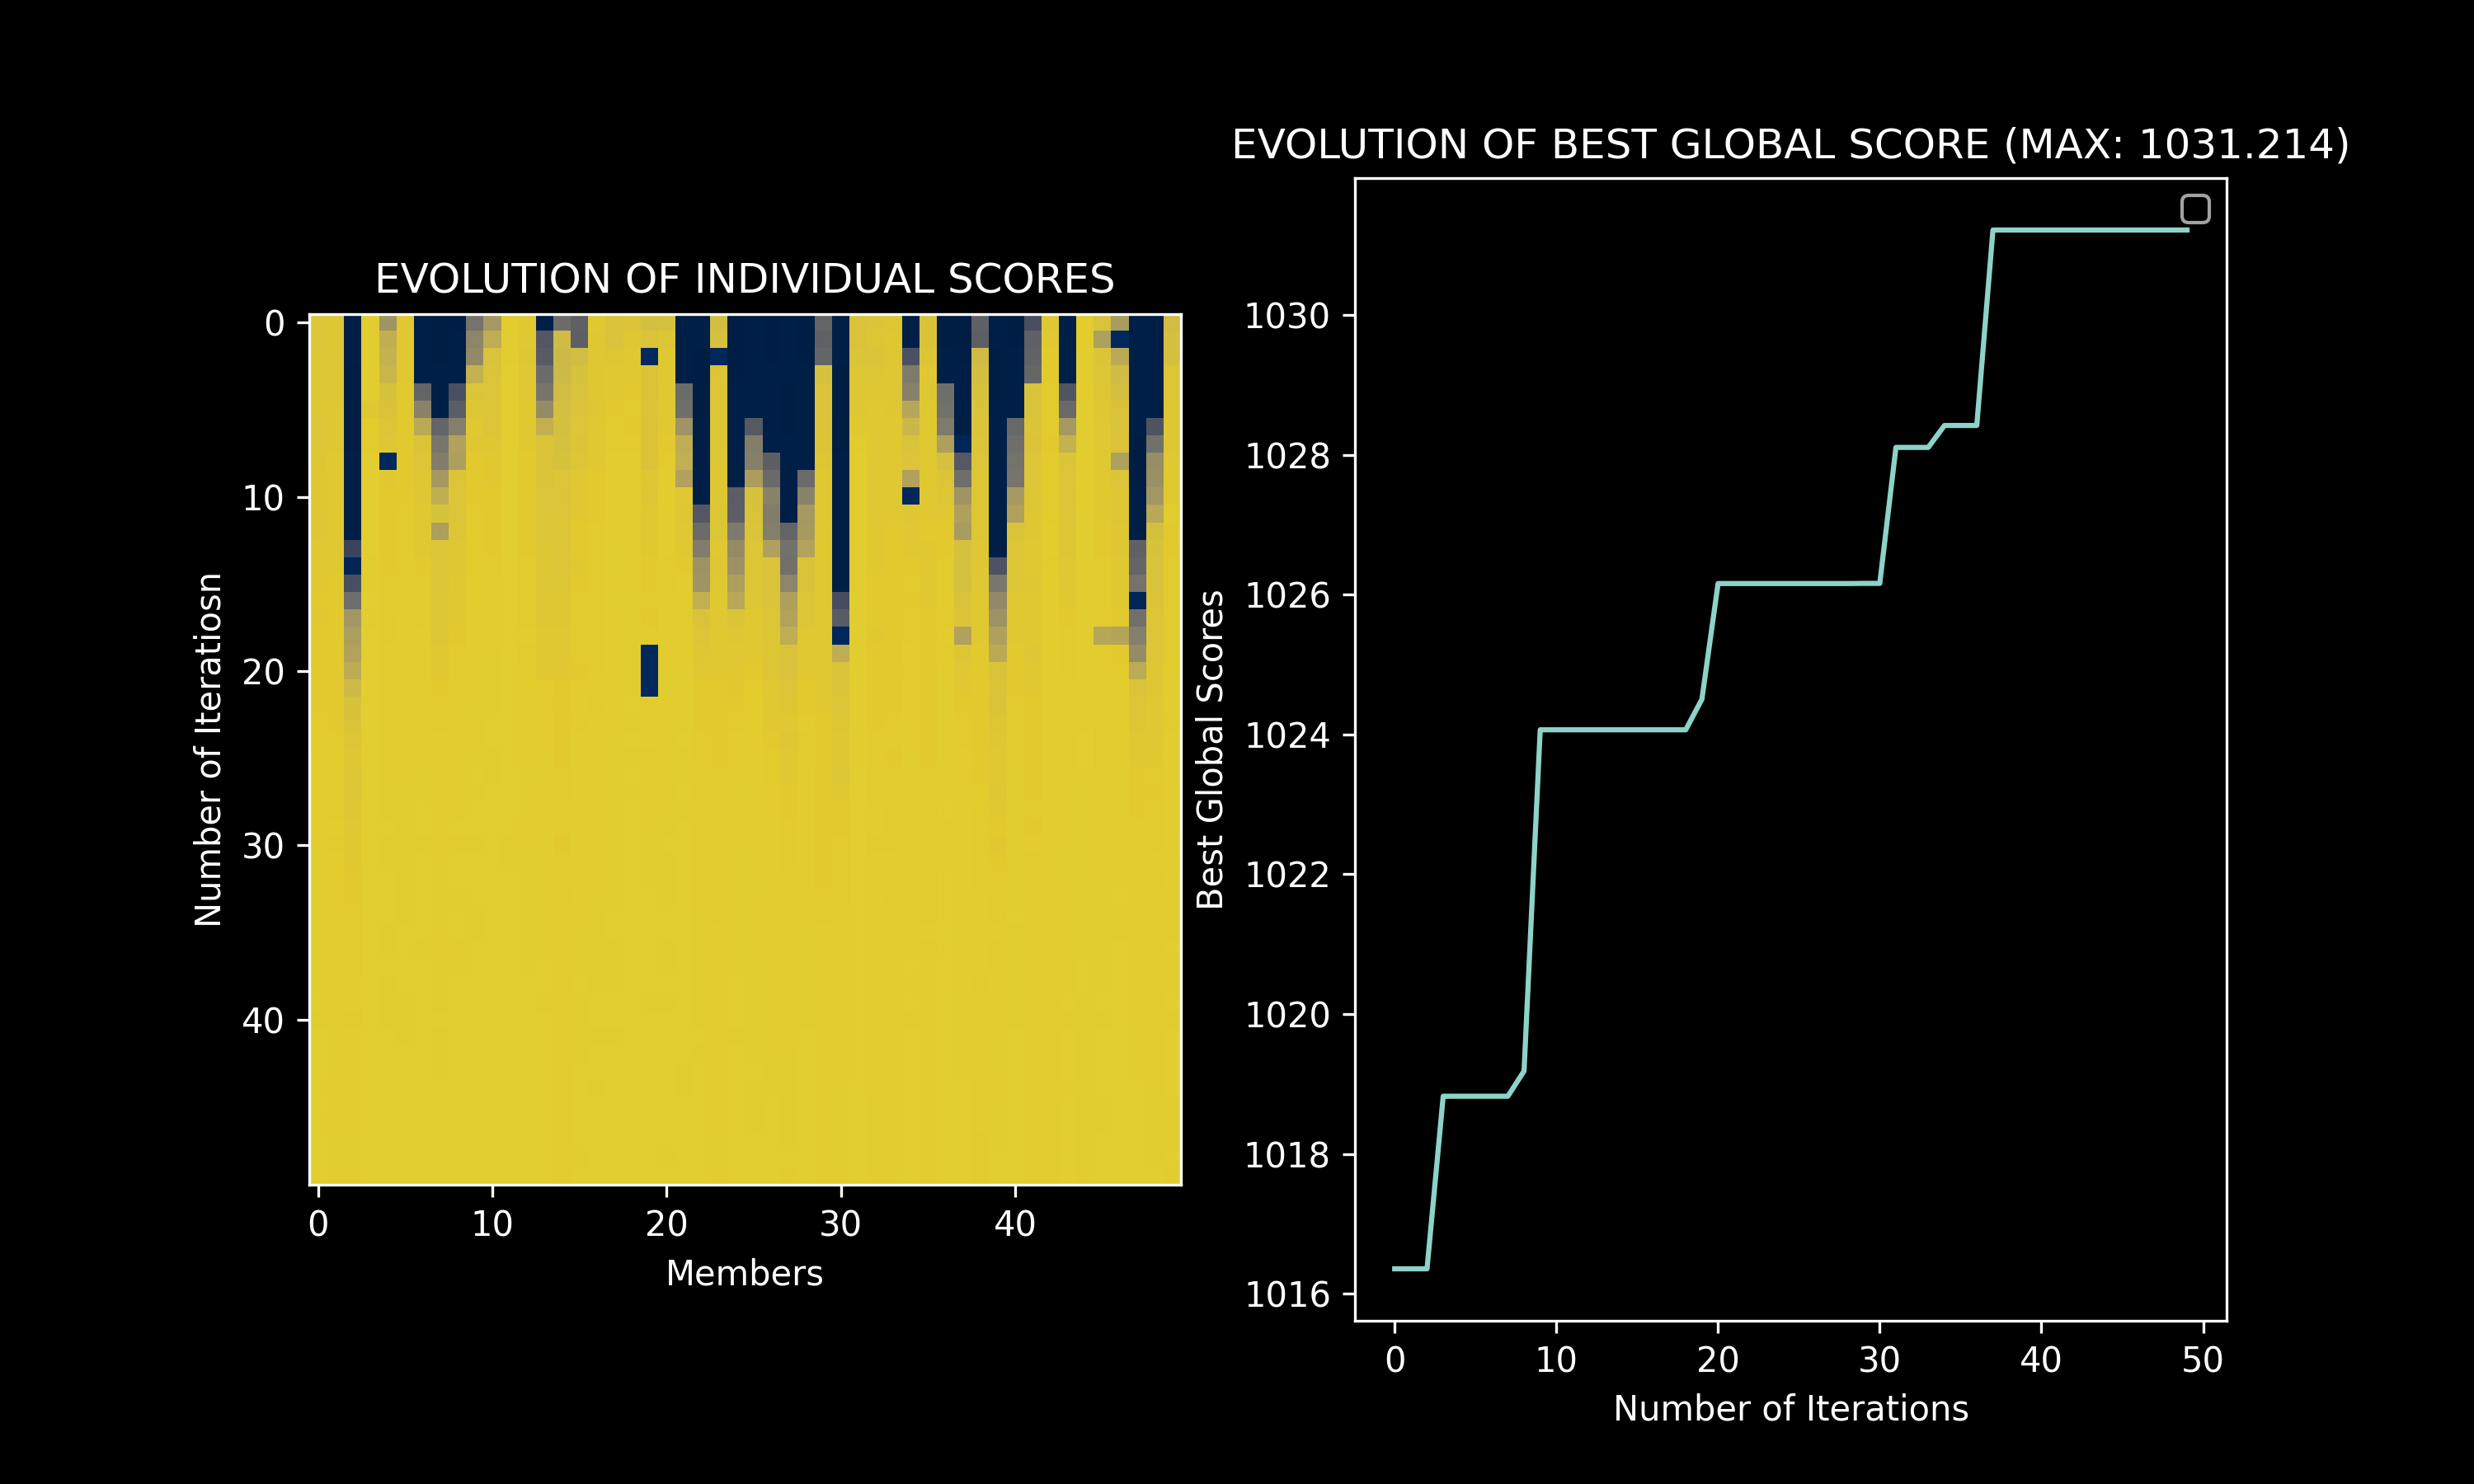 EVOLUTION OF INDIVIDUAL SCORES
Number of Iteratiosn
0
10
20
30
40
0 10 20 30 40
Members
EVOLUTION OF BEST GLOBAL SCORE (MAX: 1031.214)
Best Global Scores
1030
1028
1026
1024
1022
1020
1018
1016
0 10 20 30 40 50
Number of Iterations